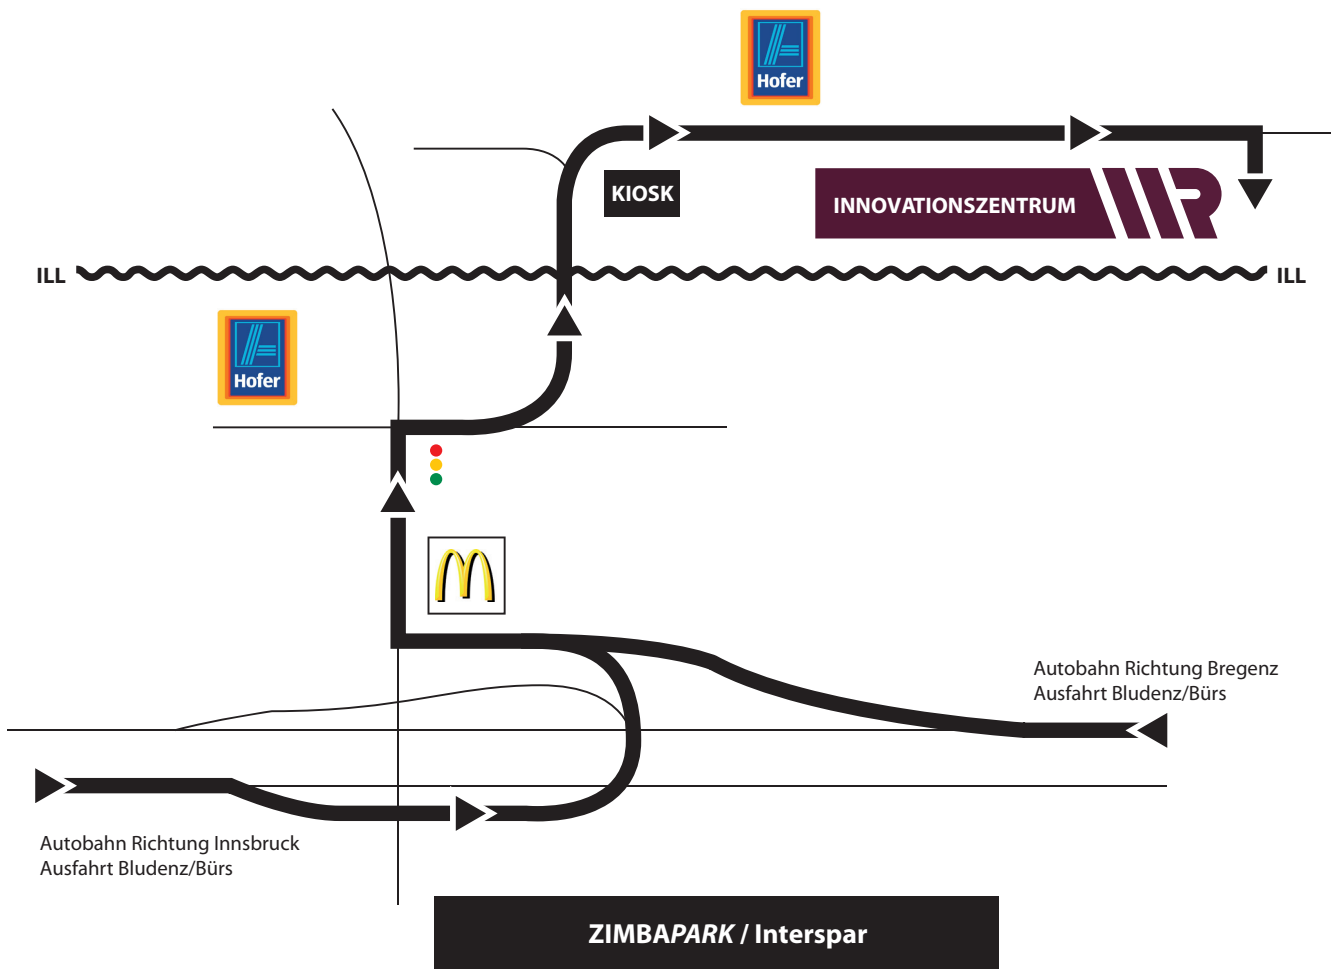 Hofer
KIOSK
INNOVATIONSZENTRUM
ILL
ILL
Hofer
Autobahn Richtung Bregenz
Ausfahrt Bludenz/Bürs
Autobahn Richtung Innsbruck
Ausfahrt Bludenz/Bürs
ZIMBAPARK / Interspar